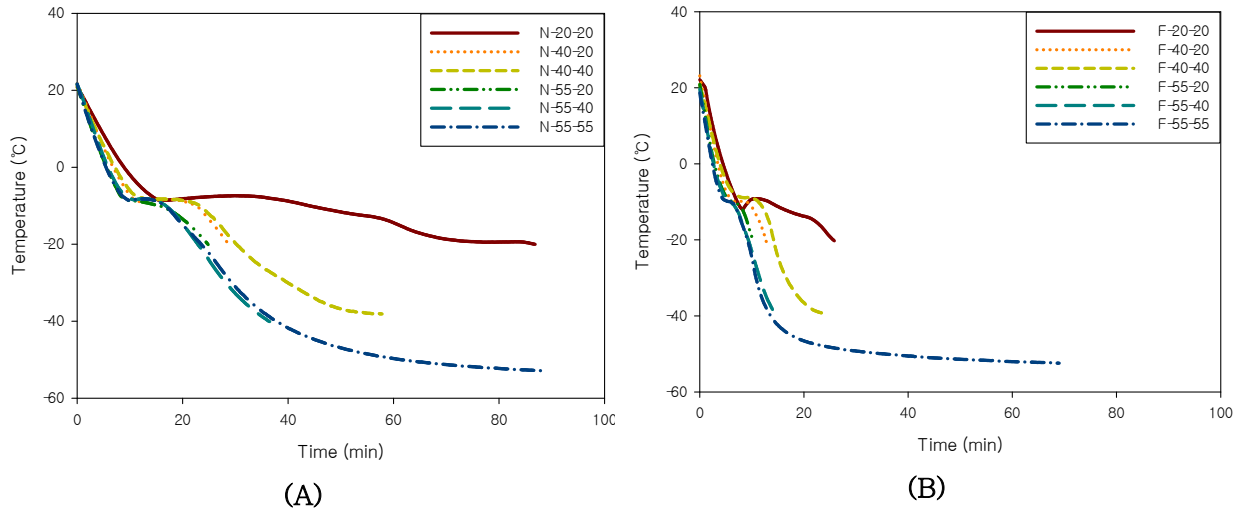 40
20
0
-20
-40
-60
Temperature (℃)
0
20
40
60
80
100
Time (min)
N-20-20
N-40-20
N-40-40
N-55-20
N-55-40
N-55-55
(A)
40
20
0
-20
-40
-60
Temperature (℃)
0
20
40
60
80
100
Time (min)
F-20-20
F-40-20
F-40-40
F-55-20
F-55-40
F-55-55
(B)